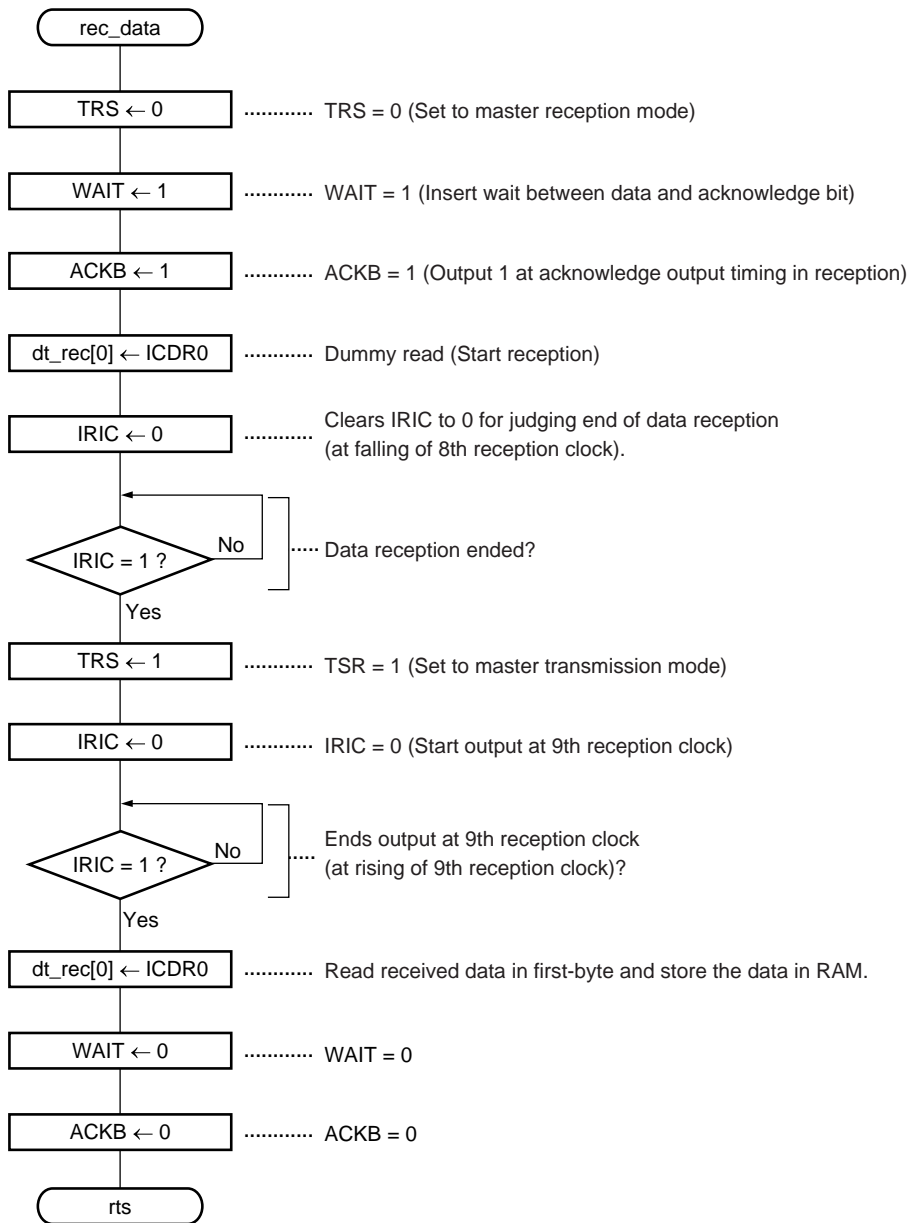 rec_data
TRS ← 0 ............ TRS = 0 (Set to master reception mode)
WAIT ← 1 ............ WAIT = 1 (Insert wait between data and acknowledge bit)
ACKB ← 1 ............ ACKB = 1 (Output 1 at acknowledge output timing in reception)
dt_rec[0] ← ICDR0 ............ Dummy read (Start reception)
IRIC ← 0 ............ Clears IRIC to 0 for judging end of data reception
(at falling of 8th reception clock).
IRIC = 1 ? No ..... Data reception ended?
Yes
TRS ← 1 ............ TSR = 1 (Set to master transmission mode)
IRIC ← 0 ............ IRIC = 0 (Start output at 9th reception clock)
IRIC = 1 ? No ..... Ends output at 9th reception clock
(at rising of 9th reception clock)?
Yes
dt_rec[0] ← ICDR0 ............ Read received data in first-byte and store the data in RAM.
WAIT ← 0 ............ WAIT = 0
ACKB ← 0 ............ ACKB = 0
rts